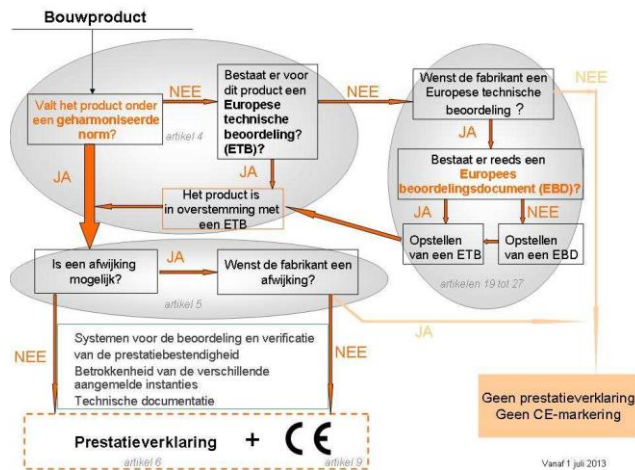 Bouwproduct
Valt het product onder
een geharmoniseerde
norm?
artikel 4
NEE
Bestaat er voor
dit product een
Europese
technische
beoordeling?
(ETB)?
NEE
Wenst de fabrikant een
Europese technische
beoordeling ?
NEE
JA
Bestaat er reeds een
Europees
beoordelingsdocument (EBD)?
JA
NEE
Opstellen
van een ETB
Opstellen
van een EBD
artikelen 19 tot 27
JA
JA
Het product is
in overstemming met
een ETB
Is een afwijking
mogelijk?
JA
Wenst de fabrikant een
afwijking?
artikel 5
JA
NEE
Systemen voor de beoordeling en verificatie
van de prestatiebestendigheid
Betrokkenheid van de verschillende
aangemelde instanties
Technische documentatie
NEE
Prestatieverklaring + CE
artikel 6
artikel 9
Geen prestatieverklaring
Geen CE-markering
Vanaf 1 juli 2013